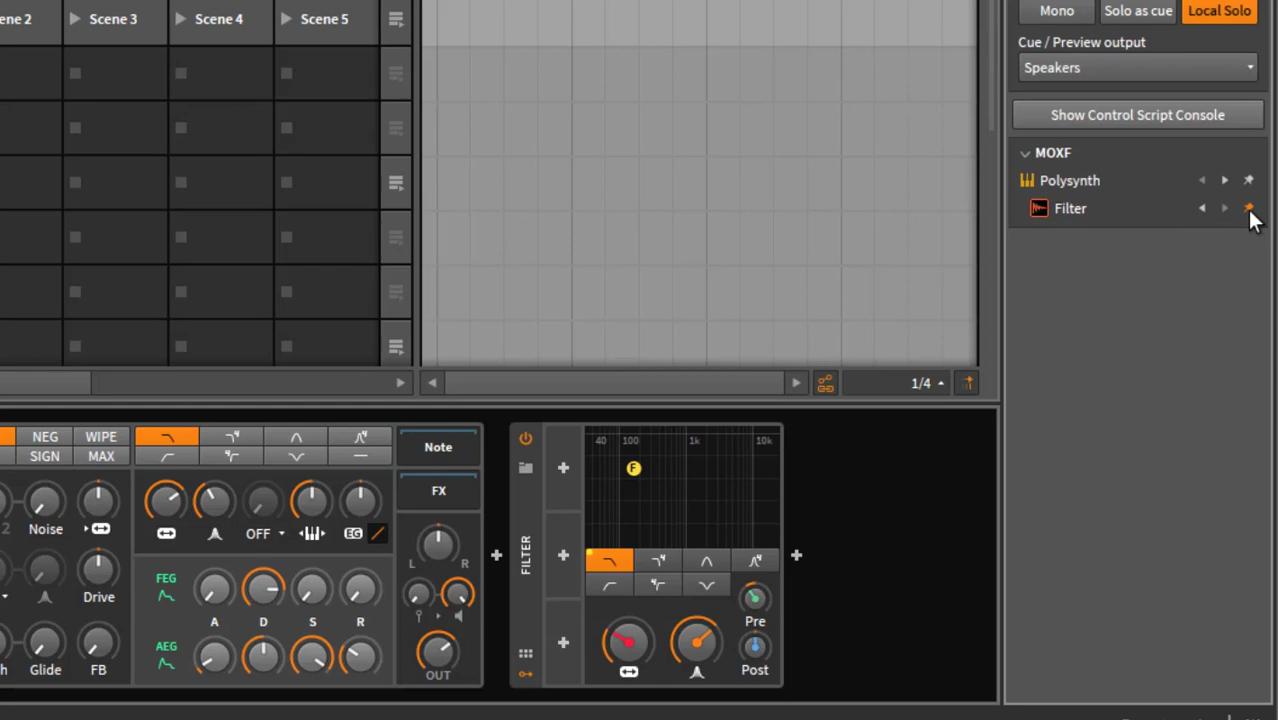 ene 2 Scene 3 Scene 4 Scene 5
Mono Solo as cue Local Solo
Cue / Preview output
Speakers
Show Control Script Console
MOXF
Polysynth
Filter
1/4
NEG WIPE
SIGN MAX
Note
FX
2 Noise
OFF EG
L R
Drive
FEG
A D S R
AEG
h Glide FB
OUT
FILTER
40 100 1k 10k
F
Pre
Post